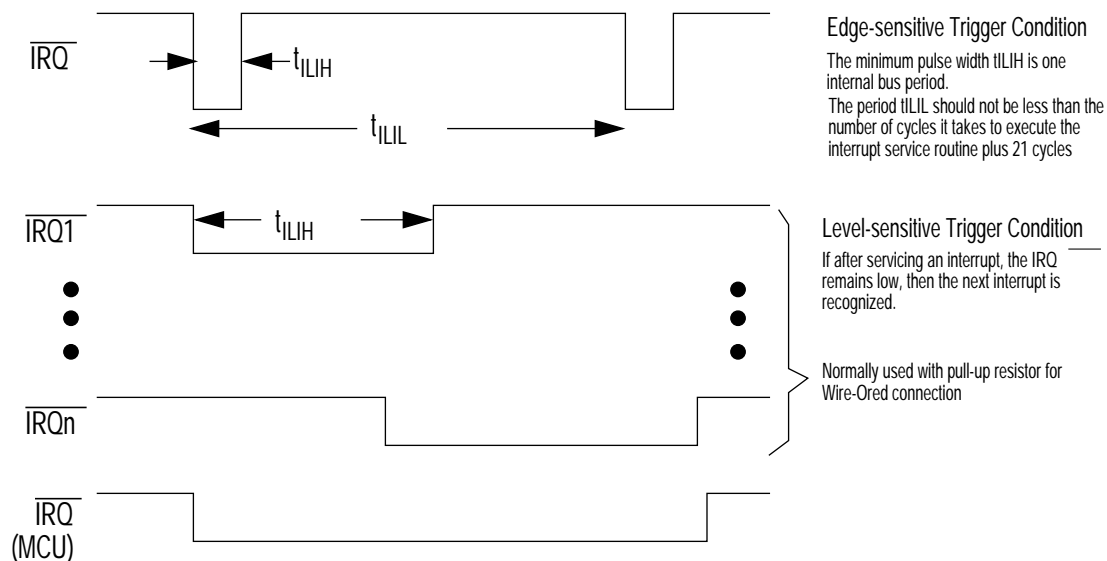 IRQ
tILIH
tILIL
Edge-sensitive Trigger Condition
The minimum pulse width tILIH is one
internal bus period.
The period tILIL should not be less than the
number of cycles it takes to execute the
interrupt service routine plus 21 cycles
IRQ1
tILIH
Level-sensitive Trigger Condition
If after servicing an interrupt, the IRQ
remains low, then the next interrupt is
recognized.
Normally used with pull-up resistor for
Wire-Ored connection
IRQn
IRQ
(MCU)